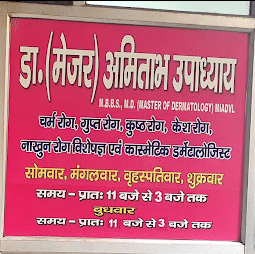 डा. (मेजर) अमिताभ उपाध्याय
M.B.B.S., M.D. (MASTER OF DERMATOLOGY) MIADVL
चर्म रोग, गुप्त रोग, कुष्ठ रोग, केश रोग,
नाखुन रोग विशेषज्ञ एवं कास्मेटिक डर्मेटालोजिस्ट
सोमवार, मंगलवार, वृहस्पतिवार, शुक्रवार
समय – प्रातः 11 बजे से 3 बजे तक
बुधवार
समय – प्रातः 11 बजे से 3 बजे तक